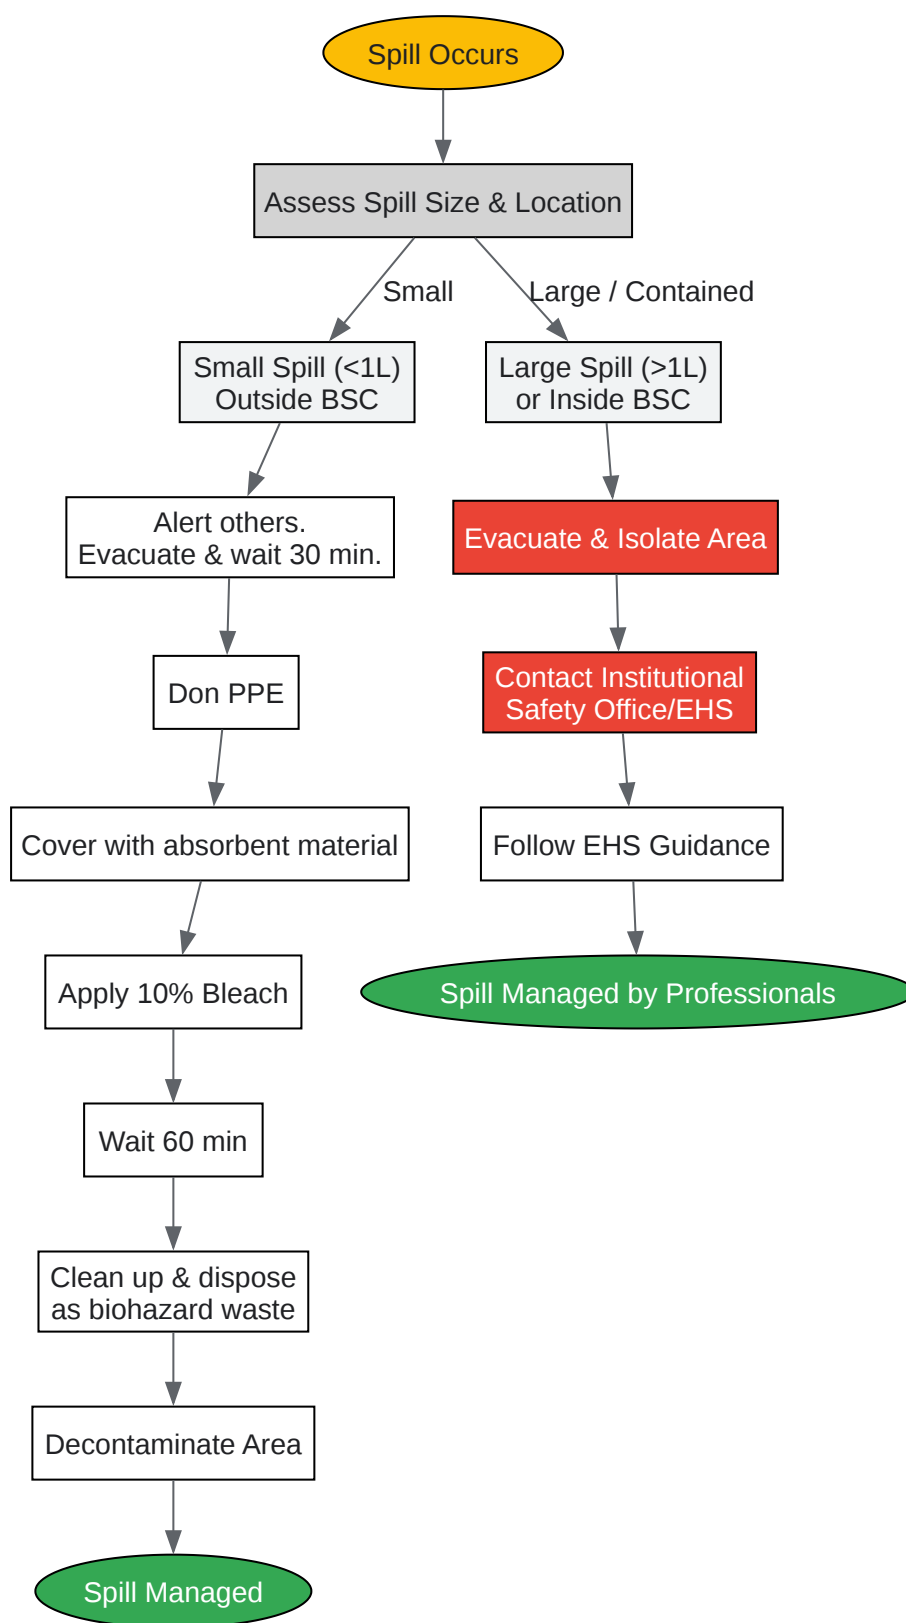 Spill Occurs
Assess Spill Size & Location
Small
Large / Contained
Small Spill (<1L)
Outside BSC
Large Spill (>1L)
or Inside BSC
Alert others.
Evacuate & wait 30 min.
Evacuate & Isolate Area
Don PPE
Contact Institutional
Safety Office/EHS
Cover with absorbent material
Follow EHS Guidance
Apply 10% Bleach
Spill Managed by Professionals
Wait 60 min
Clean up & dispose
as biohazard waste
Decontaminate Area
Spill Managed